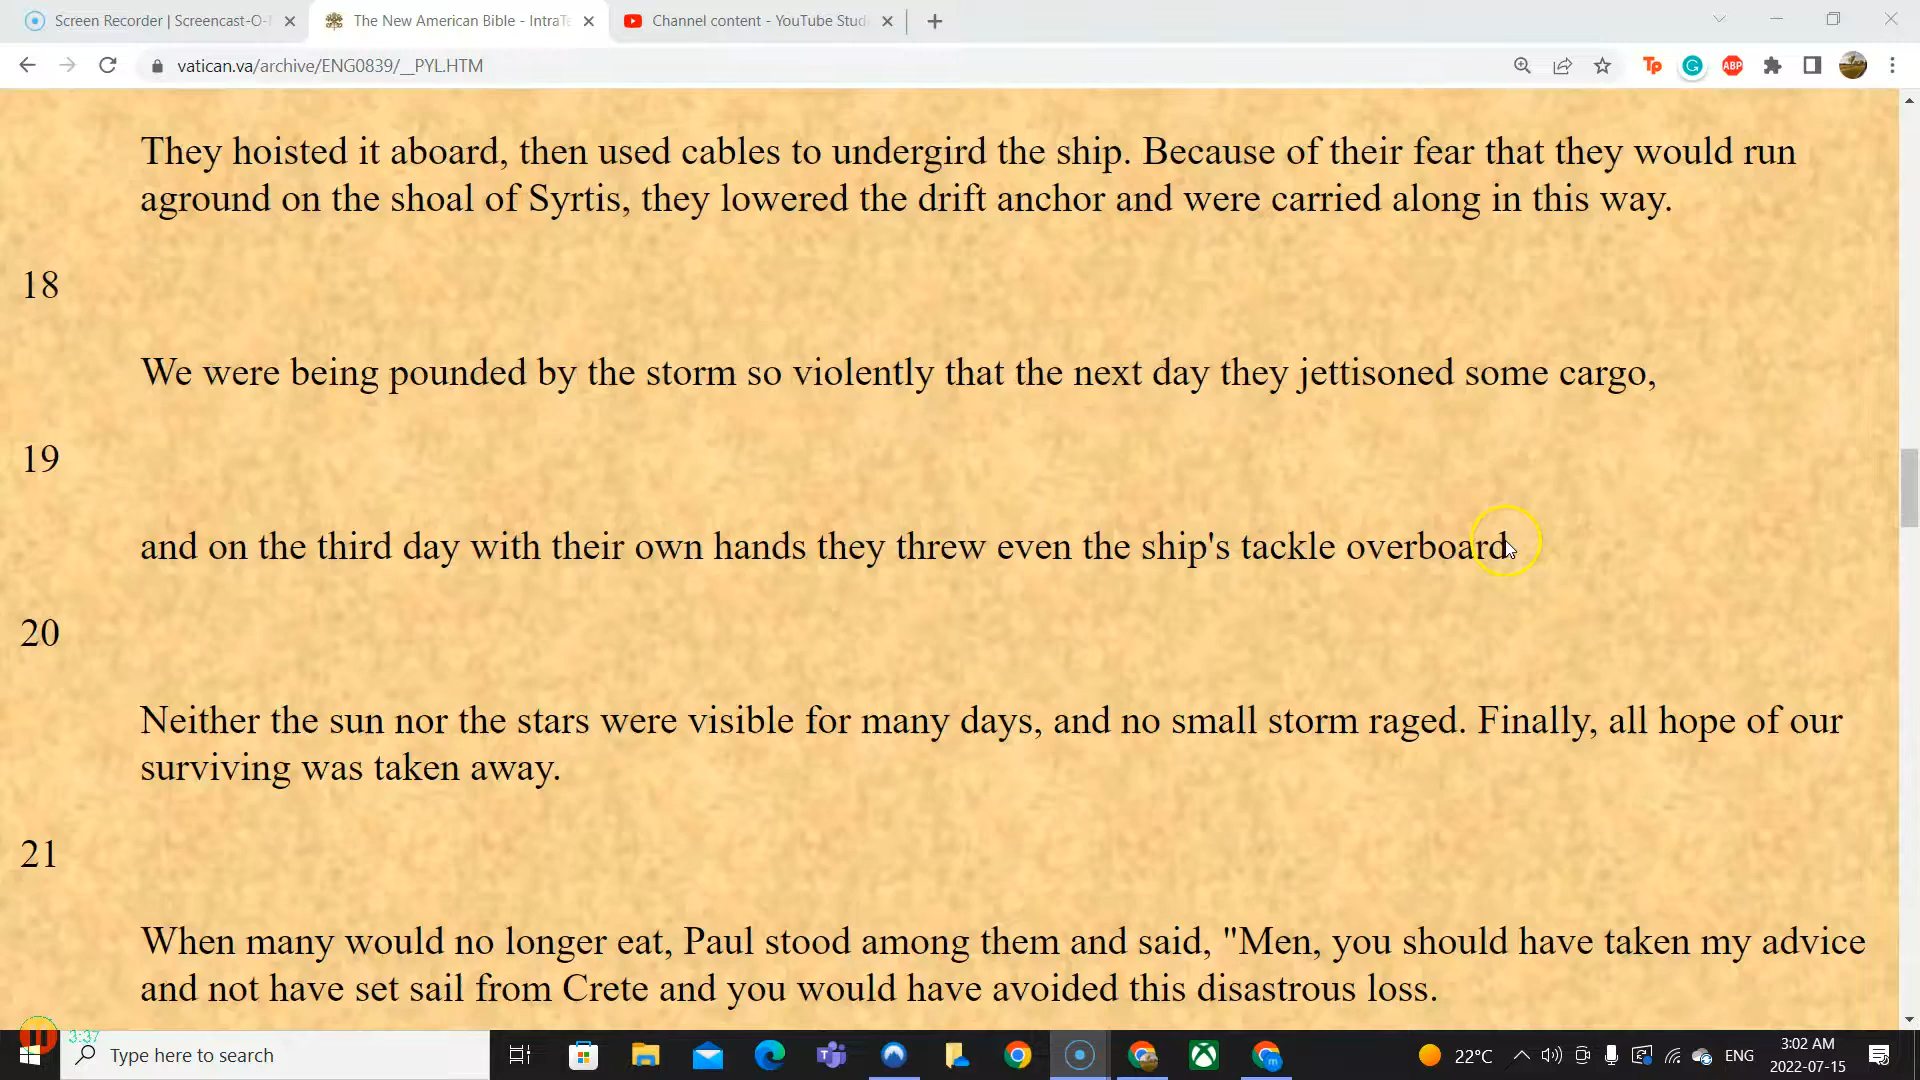 Screen Recorder | Screencast-O-
The New American Bible - IntraTe
Channel content - YouTube Stud
vatican.va/archive/ENG0839/__PYL.HTM
Tp
ABP
They hoisted it aboard, then used cables to undergird the ship. Because of their fear that they would run
aground on the shoal of Syrtis, they lowered the drift anchor and were carried along in this way.
18
We were being pounded by the storm so violently that the next day they jettisoned some cargo,
19
and on the third day with their own hands they threw even the ship's tackle overboard
20
Neither the sun nor the stars were visible for many days, and no small storm raged. Finally, all hope of our
surviving was taken away.
21
When many would no longer eat, Paul stood among them and said, "Men, you should have taken my advice
and not have set sail from Crete and you would have avoided this disastrous loss.
3:37
Type here to search
22°C
ENG
3:02 AM
2022-07-15